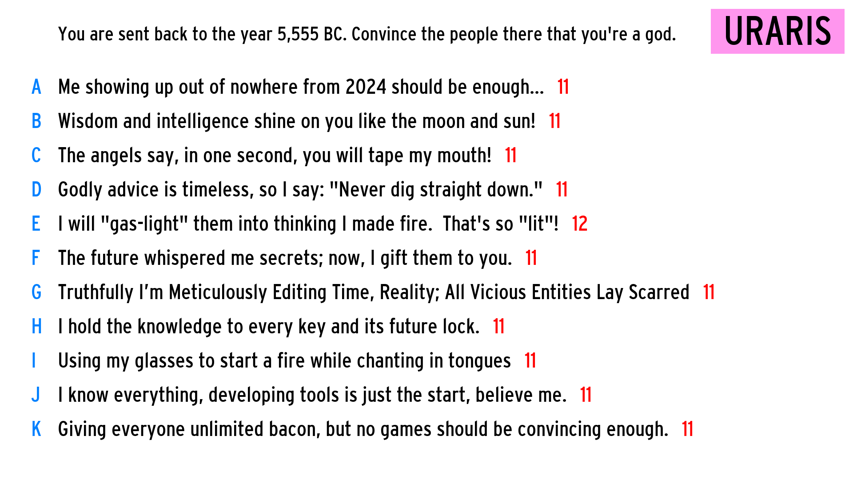 You are sent back to the year 5,555 BC. Convince the people there that you're a god.
URARIS
A Me showing up out of nowhere from 2024 should be enough... 11
B Wisdom and intelligence shine on you like the moon and sun! 11
C The angels say, in one second, you will tape my mouth! 11
D Godly advice is timeless, so I say: "Never dig straight down." 11
E I will "gas-light" them into thinking I made fire. That's so "lit"! 12
F The future whispered me secrets; now, I gift them to you. 11
G Truthfully I’m Meticulously Editing Time, Reality; All Vicious Entities Lay Scarred 11
H I hold the knowledge to every key and its future lock. 11
I Using my glasses to start a fire while chanting in tongues 11
J I know everything, developing tools is just the start, believe me. 11
K Giving everyone unlimited bacon, but no games should be convincing enough. 11